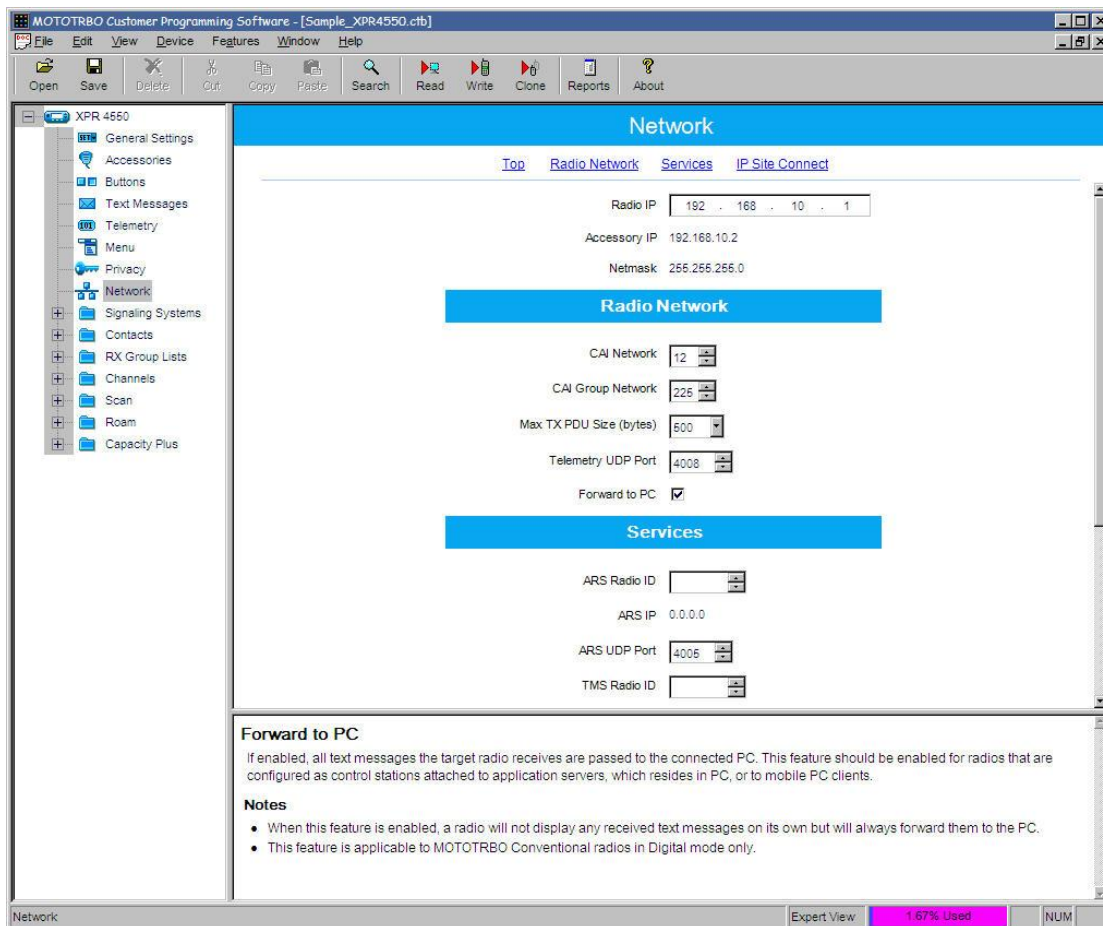 MOTOTRBO Customer Programming Software - [Sample_XPR4550.ctb]
File Edit View Device Features Window Help
Open Save Delete Cut Copy Paste Search Read Write Clone Reports About
XPR 4550
General Settings
Accessories
Buttons
Text Messages
Telemetry
Menu
Privacy
Network
Signaling Systems
Contacts
RX Group Lists
Channels
Scan
Roam
Capacity Plus
Network
Top Radio Network Services IP Site Connect
Radio IP 192 . 168 . 10 . 1
Accessory IP 192.168.10.2
Netmask 255.255.255.0
Radio Network
CAI Network 12
CAI Group Network 225
Max TX PDU Size (bytes) 500
Telemetry UDP Port 4008
Forward to PC
Services
ARS Radio ID
ARS IP 0.0.0.0
ARS UDP Port 4005
TMS Radio ID
Forward to PC
If enabled, all text messages the target radio receives are passed to the connected PC. This feature should be enabled for radios that are
configured as control stations attached to application servers, which resides in PC, or to mobile PC clients.
Notes
• When this feature is enabled, a radio will not display any received text messages on its own but will always forward them to the PC.
• This feature is applicable to MOTOTRBO Conventional radios in Digital mode only.
Network Expert View 1.67% Used NUM